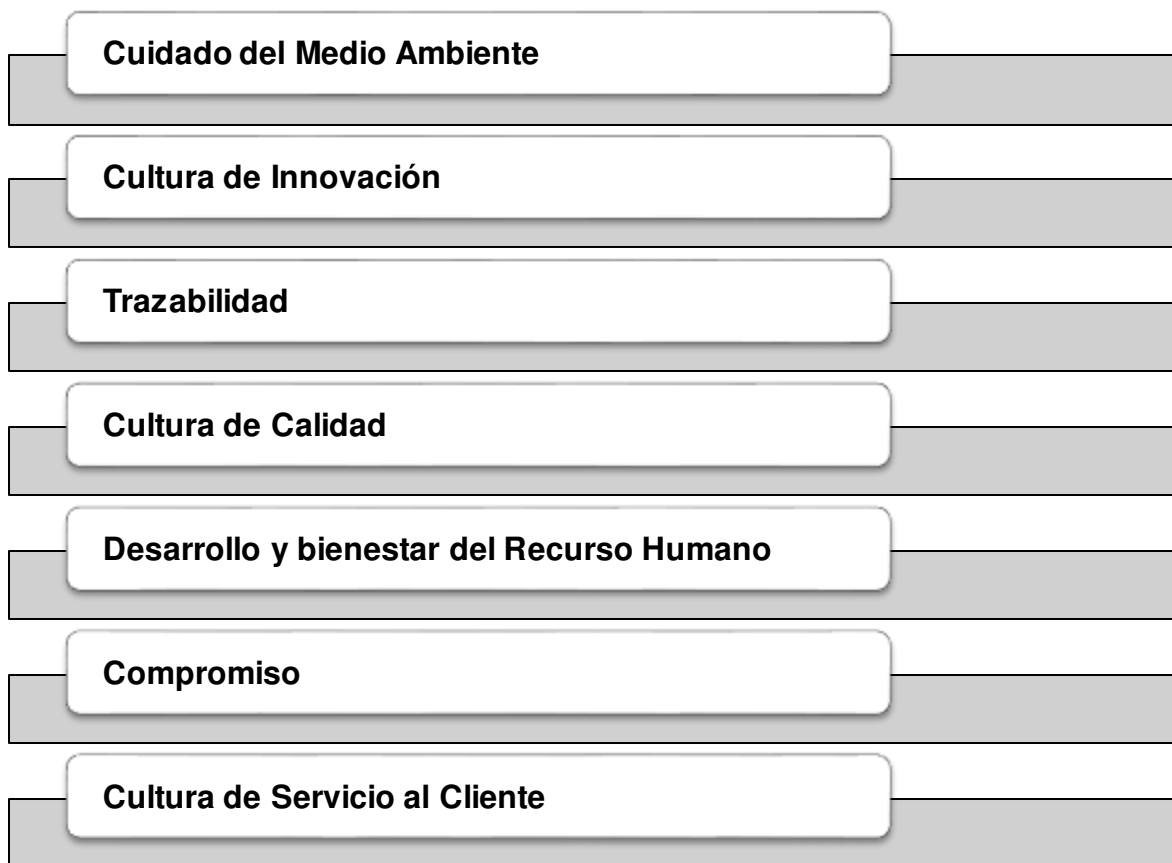 Cuidado del Medio Ambiente
Cultura de Innovación
Trazabilidad
Cultura de Calidad
Desarrollo y bienestar del Recurso Humano
Compromiso
Cultura de Servicio al Cliente